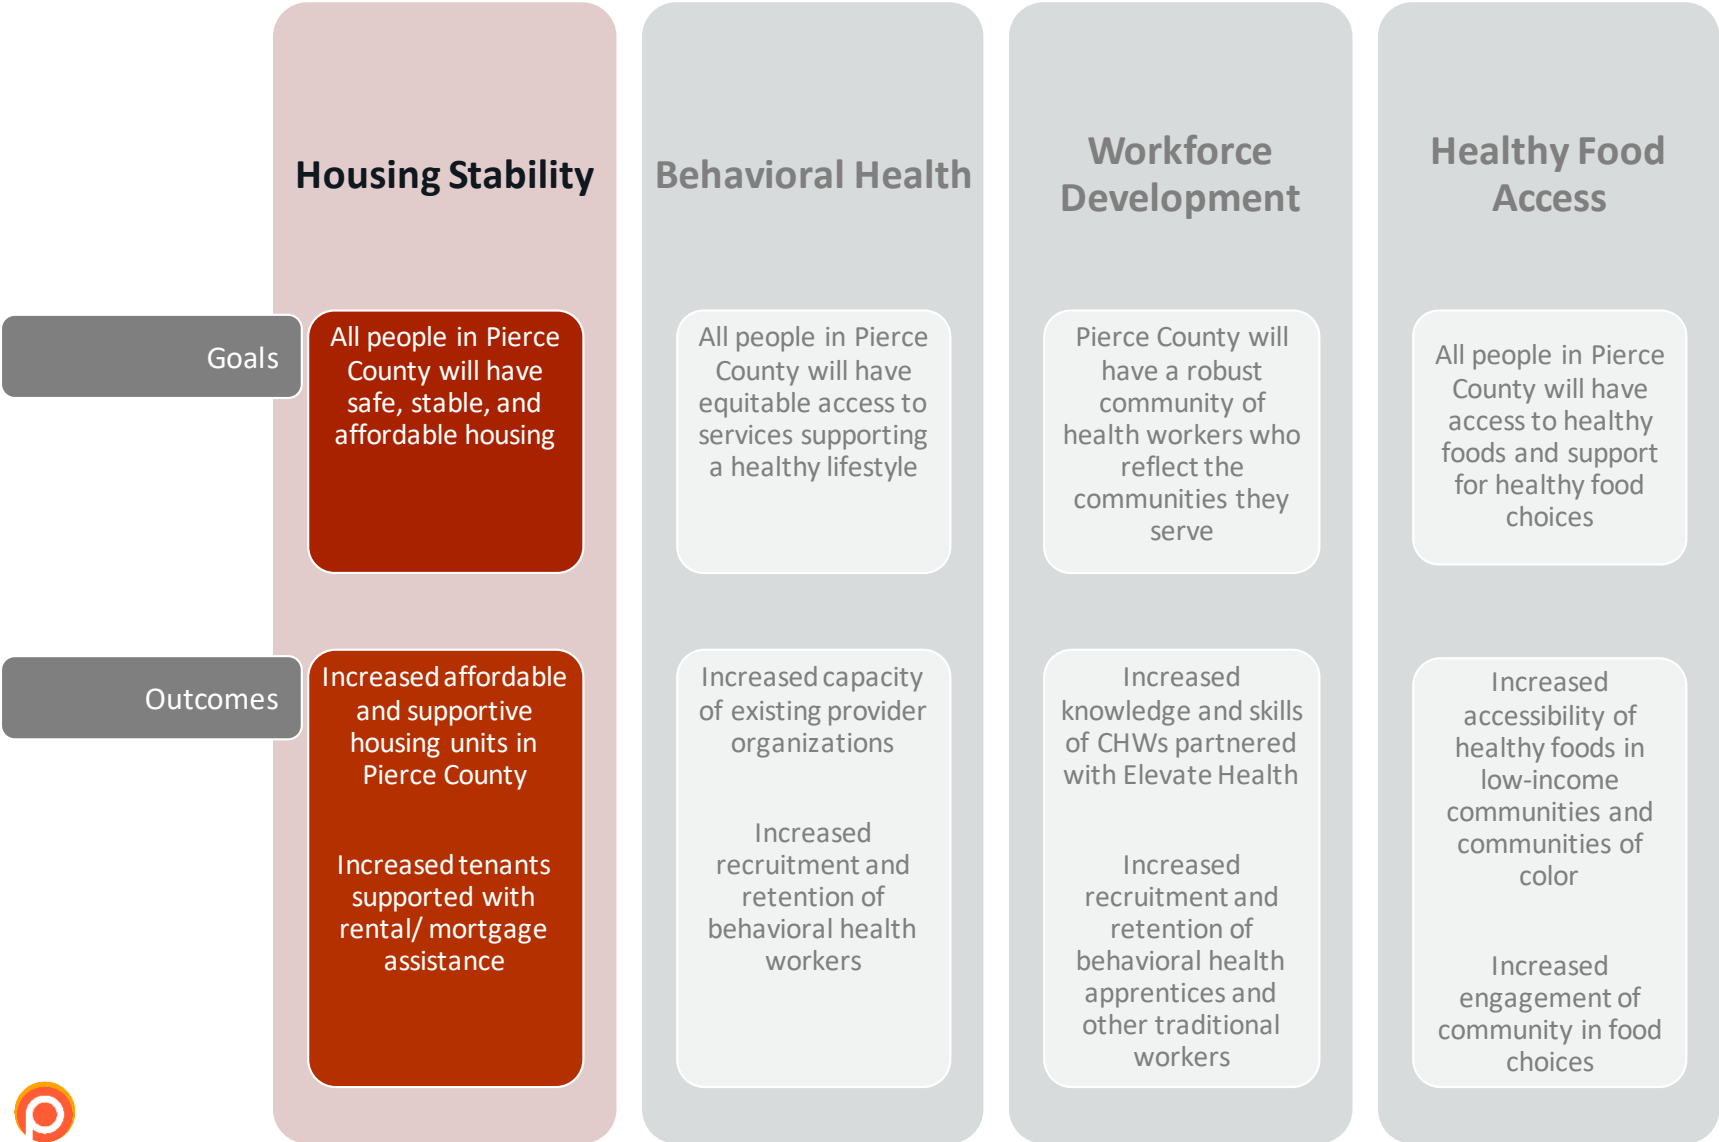 Housing Stability
Behavioral Health
Workforce
Development
Healthy Food
Access
Goals
All people in Pierce
County will have
safe, stable, and
affordable housing
All people in Pierce
County will have
equitable access to
services supporting
a healthy lifestyle
Pierce County will
have a robust
community of
health workers who
reflect the
communities they
serve
All people in Pierce
County will have
access to healthy
foods and support
for healthy food
choices
Outcomes
Increased affordable
and supportive
housing units in
Pierce County
Increased tenants
supported with
rental/ mortgage
assistance
Increased capacity
of existing provider
organizations
Increased
recruitment and
retention of
behavioral health
workers
Increased
knowledge and skills
of CHWs partnered
with Elevate Health
Increased
recruitment and
retention of
behavioral health
apprentices and
other traditional
workers
Increased
accessibility of
healthy foods in
low-income
communities and
communities of
color
Increased
engagement of
community in food
choices